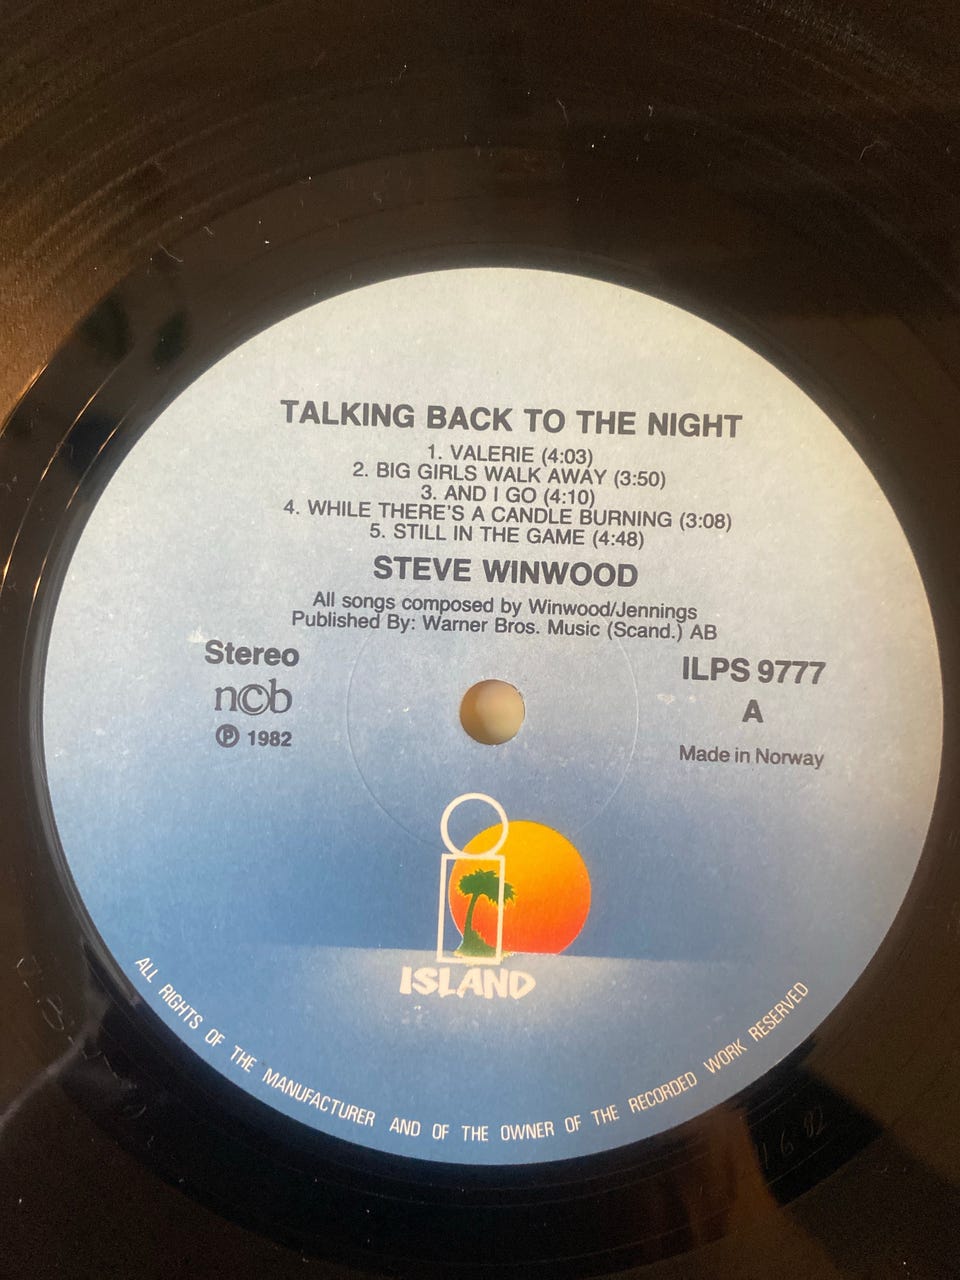 TALKING BACK TO THE NIGHT
1. VALERIE (4:03)
2. BIG GIRLS WALK AWAY (3:50)
3. AND I GO (4:10)
4. WHILE THERE'S A CANDLE BURNING (3:08)
5. STILL IN THE GAME (4:48)
STEVE WINWOOD
All songs composed by Winwood/Jennings
Published By: Warner Bros. Music (Scand.) AB
Stereo
n©b
℗ 1982
ILPS 9777
A
Made in Norway
ISLAND
ALL RIGHTS OF THE MANUFACTURER AND OF THE OWNER OF THE RECORDED WORK RESERVED